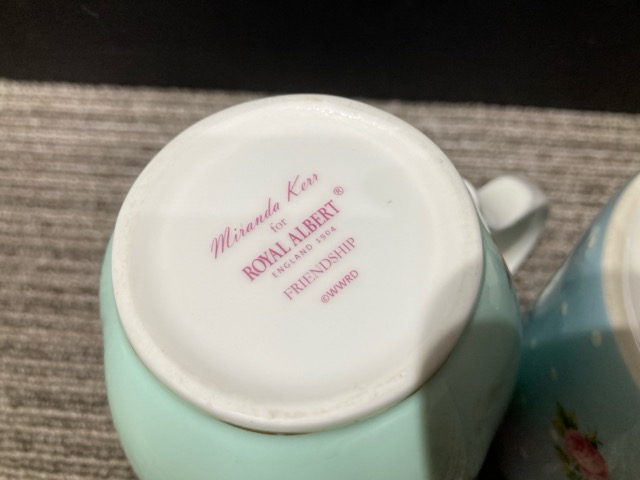 Miranda Kerr
for
ROYAL ALBERT®
ENGLAND 1904
FRIENDSHIP
©WWRD